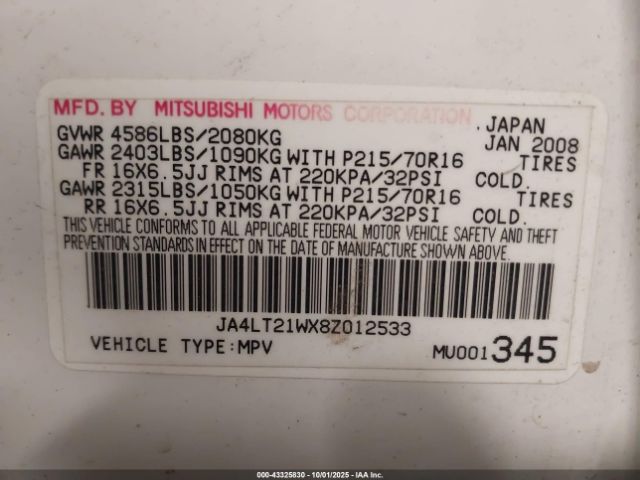 MFD. BY MITSUBISHI MOTORS CORPORATION JAPAN
GVWR 4586LBS/2080KG JAN 2008
GAWR 2403LBS/1090KG WITH P215/70R16 TIRES
FR 16X6.5JJ RIMS AT 220KPA/32PSI COLD.
GAWR 2315LBS/1050KG WITH P215/70R16 TIRES
RR 16X6.5JJ RIMS AT 220KPA/32PSI COLD.
THIS VEHICLE CONFORMS TO ALL APPLICABLE FEDERAL MOTOR VEHICLE SAFETY AND THEFT
PREVENTION STANDARDS IN EFFECT ON THE DATE OF MANUFACTURE SHOWN ABOVE.
JA4LT21WX8Z012533
VEHICLE TYPE:MPV MU001345
000-43325830 - 10/01/2025 - IAA Inc.